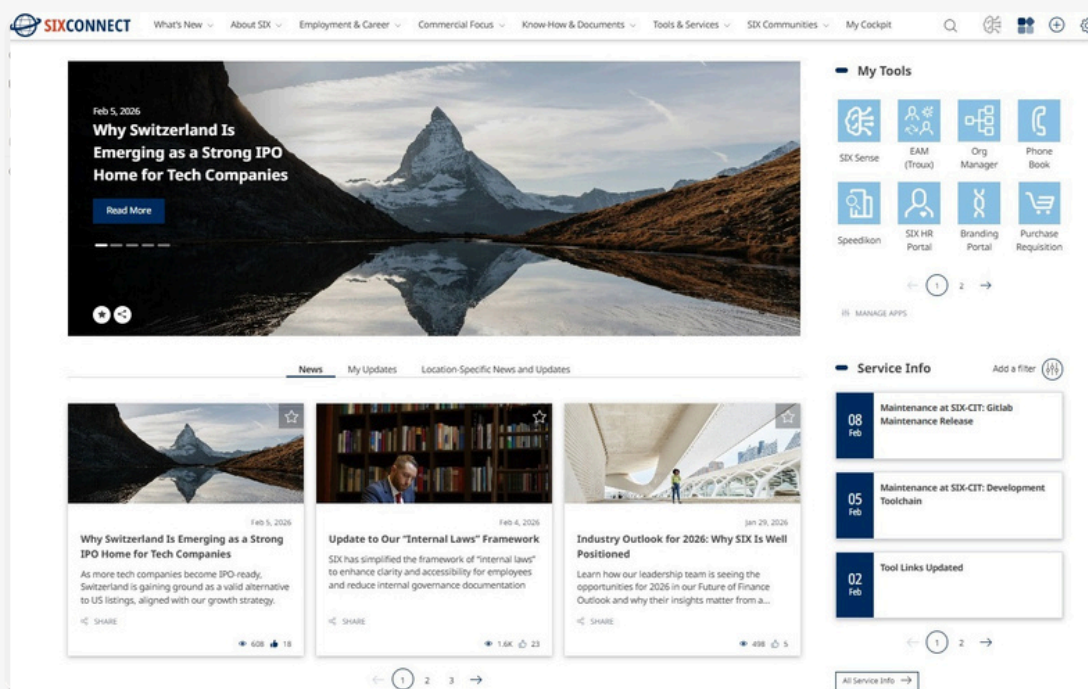 SIXCONNECT
What's New
About SIX
Employment & Career
Commercial Focus
Know-How & Documents
Tools & Services
SIX Communities
My Cockpit
Feb 5, 2026
Why Switzerland Is
Emerging as a Strong IPO
Home for Tech Companies
Read More
My Tools
SIX Sense
EAM
(Troux)
Org
Manager
Phone
Book
Speedikon
SIX HR
Portal
Branding
Portal
Purchase
Requisition
1 2
MANAGE APPS
News
My Updates
Location-Specific News and Updates
Feb 5, 2026
Why Switzerland Is Emerging as a Strong
IPO Home for Tech Companies
As more tech companies become IPO-ready,
Switzerland is gaining ground as a valid alternative
to US listings, aligned with our growth strategy.
SHARE
608 18
Feb 4, 2026
Update to Our "Internal Laws" Framework
SIX has simplified the framework of "internal laws"
to enhance clarity and accessibility for employees
and reduce internal governance documentation
SHARE
1.6K 23
Jan 29, 2026
Industry Outlook for 2026: Why SIX Is Well
Positioned
Learn how our leadership team is seeing the
opportunities for 2026 in our Future of Finance
Outlook and why their insights matter from a...
SHARE
498 5
1 2 3
Service Info
Add a filter
08
Feb
Maintenance at SIX-CIT: Gitlab
Maintenance Release
05
Feb
Maintenance at SIX-CIT: Development
Toolchain
02
Feb
Tool Links Updated
1 2
All Service Info